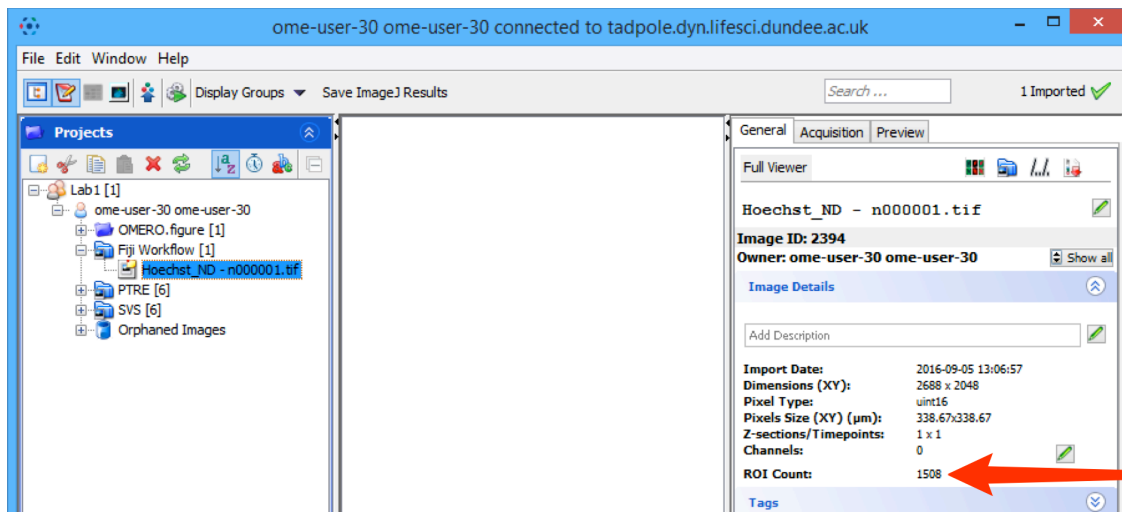 ome-user-30 ome-user-30 connected to tadpole.dyn.lifesci.dundee.ac.uk
File Edit Window Help
Display Groups Save ImageJ Results Search ... 1 Imported
Projects
Lab1 [1]
ome-user-30 ome-user-30
OMERO.figure [1]
Fiji Workflow [1]
Hoechst_ND - n000001.tif
PTRE [6]
SVS [6]
Orphaned Images
General Acquisition Preview
Full Viewer
Hoechst_ND - n000001.tif
Image ID: 2394
Owner: ome-user-30 ome-user-30 Show all
Image Details
Add Description
Import Date: 2016-09-05 13:06:57
Dimensions (XY): 2688 x 2048
Pixel Type: uint16
Pixels Size (XY) (µm): 338.67x338.67
Z-sections/Timepoints: 1 x 1
Channels: 0
ROI Count: 1508
Tags